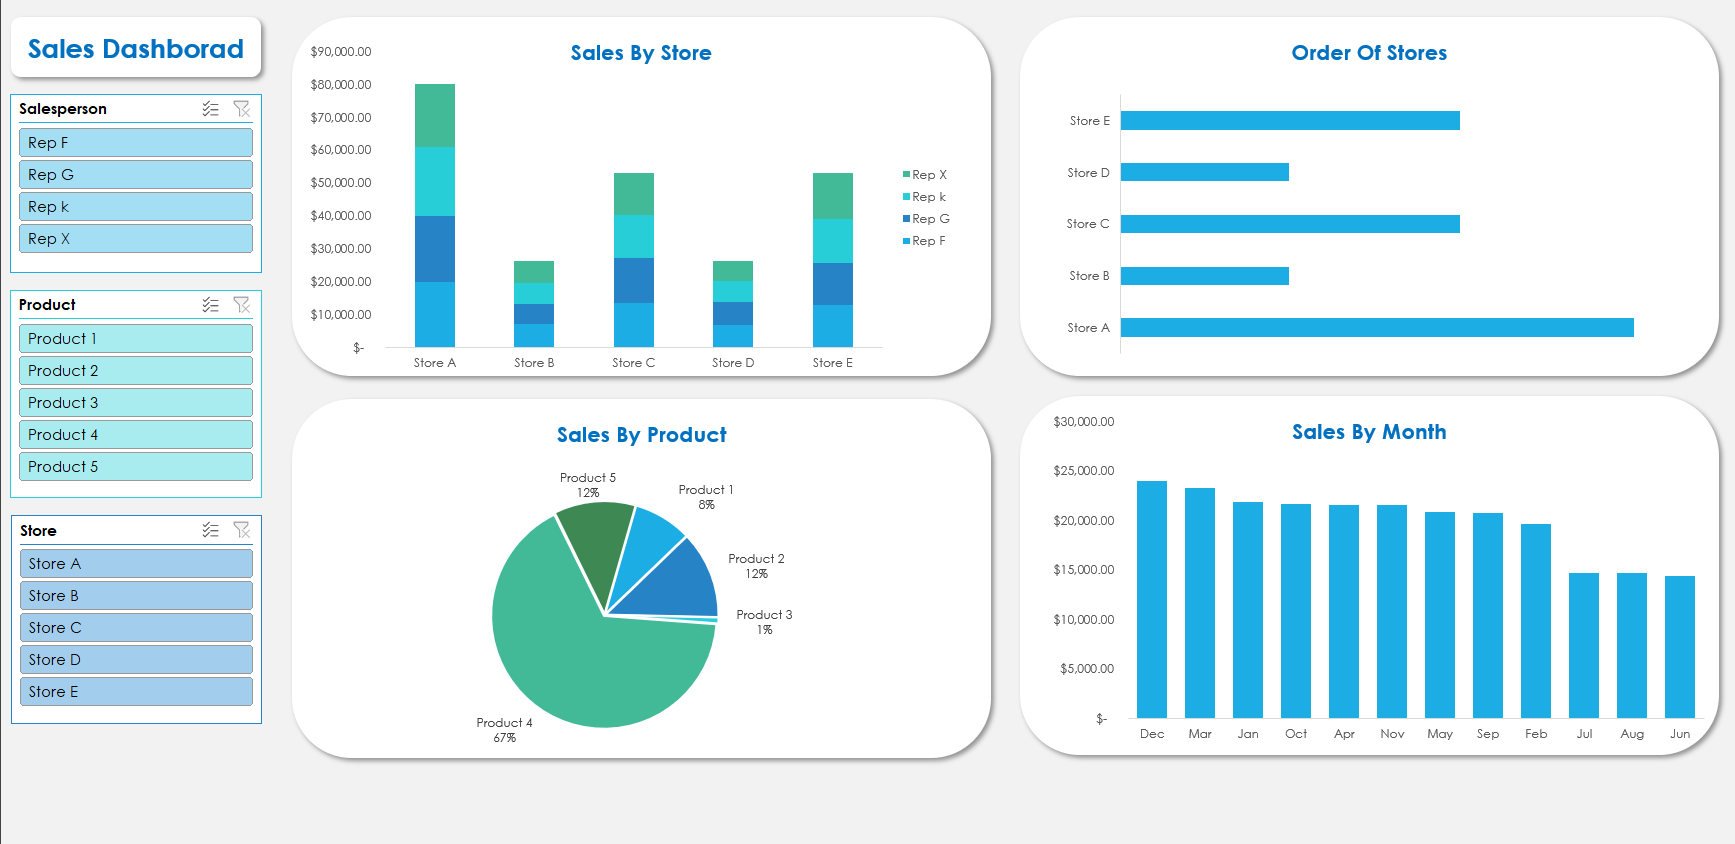 Sales Dashborad
Salesperson
Rep F
Rep G
Rep k
Rep X
Product
Product 1
Product 2
Product 3
Product 4
Product 5
Store
Store A
Store B
Store C
Store D
Store E
Sales By Store
$90,000.00
$80,000.00
$70,000.00
$60,000.00
$50,000.00
$40,000.00
$30,000.00
$20,000.00
$10,000.00
$-
Store A Store B Store C Store D Store E
Rep X
Rep k
Rep G
Rep F
Order Of Stores
Store E
Store D
Store C
Store B
Store A
Sales By Product
Product 5
12%
Product 1
8%
Product 2
12%
Product 3
1%
Product 4
67%
Sales By Month
$30,000.00
$25,000.00
$20,000.00
$15,000.00
$10,000.00
$5,000.00
$-
Dec Mar Jan Oct Apr Nov May Sep Feb Jul Aug Jun